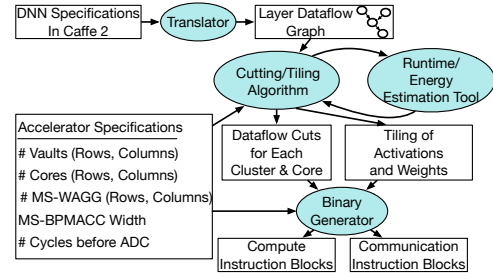 DNN Specifications
In Caffe 2
Translator
Layer Dataflow
Graph
Cutting/Tiling
Algorithm
Runtime/
Energy
Estimation Tool
Accelerator Specifications
# Vaults (Rows, Columns)
# Cores (Rows, Columns)
# MS-WAGG (Rows, Columns)
MS-BPMACC Width
# Cycles before ADC
Dataflow Cuts
for Each
Cluster & Core
Tiling of
Activations
and Weights
Binary
Generator
Compute
Instruction Blocks
Communication
Instruction Blocks